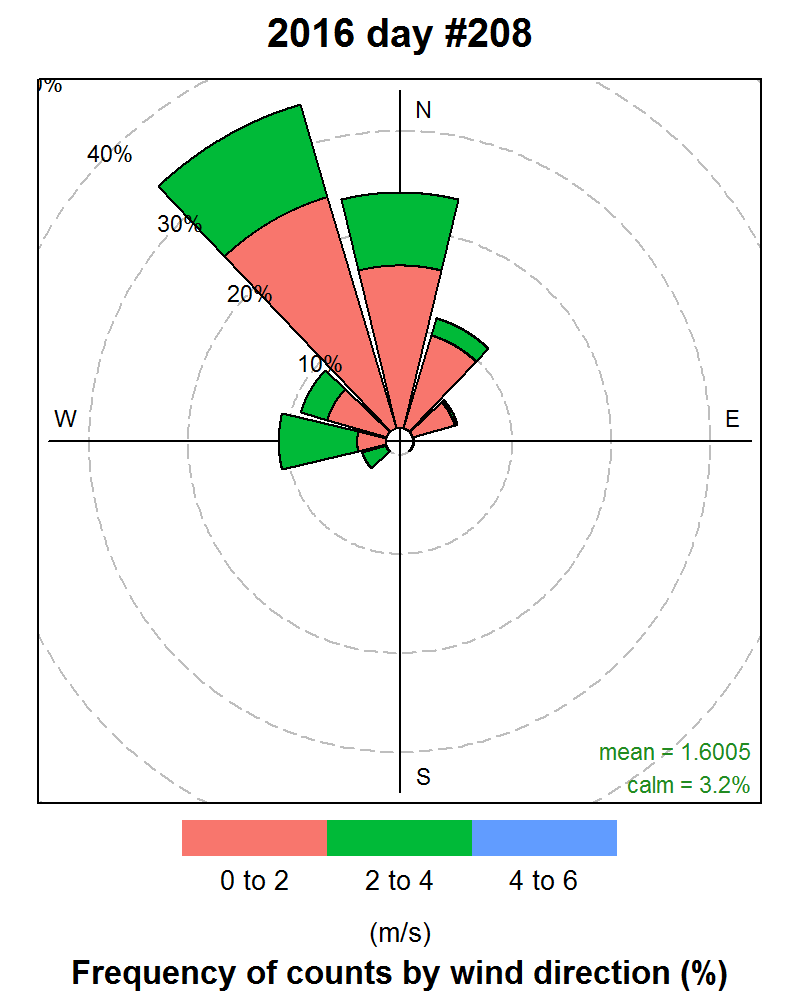 2016 day #208
N
40%
30%
20%
10%
W
E
mean = 1.6005
S
calm = 3.2%
0 to 2
2 to 4
4 to 6
(m/s)
Frequency of counts by wind direction (%)